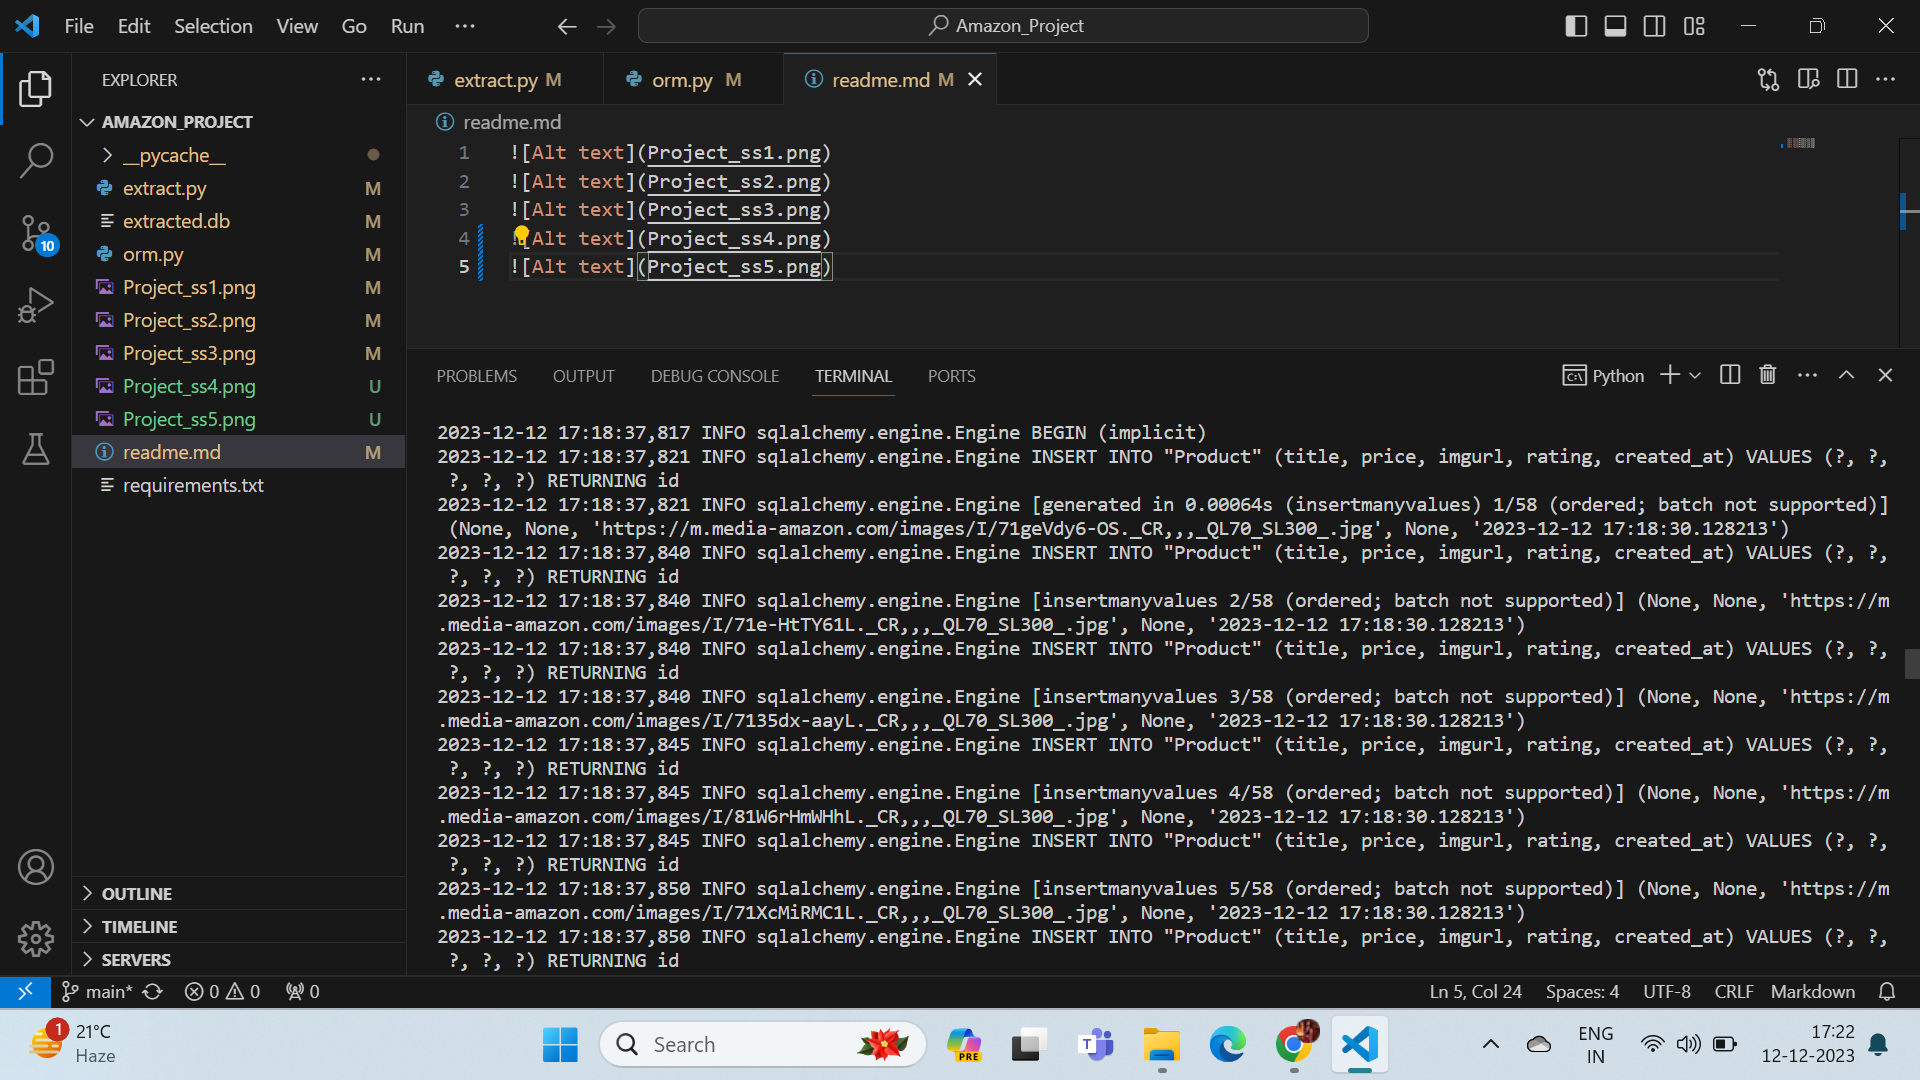 File Edit Selection View Go Run ··· Amazon_Project
EXPLORER ···
AMAZON_PROJECT
__pycache__
extract.py M
extracted.db M
orm.py M
Project_ss1.png M
Project_ss2.png M
Project_ss3.png M
Project_ss4.png U
Project_ss5.png U
readme.md M
requirements.txt
OUTLINE
TIMELINE
SERVERS
10
extract.py M orm.py M readme.md M
readme.md
1 ![Alt text](Project_ss1.png)
2 ![Alt text](Project_ss2.png)
3 ![Alt text](Project_ss3.png)
4 ![Alt text](Project_ss4.png)
5 ![Alt text](Project_ss5.png)
PROBLEMS OUTPUT DEBUG CONSOLE TERMINAL PORTS Python
2023-12-12 17:18:37,817 INFO sqlalchemy.engine.Engine BEGIN (implicit)
2023-12-12 17:18:37,821 INFO sqlalchemy.engine.Engine INSERT INTO "Product" (title, price, imgurl, rating, created_at) VALUES (?, ?,
?, ?, ?) RETURNING id
2023-12-12 17:18:37,821 INFO sqlalchemy.engine.Engine [generated in 0.00064s (insertmanyvalues) 1/58 (ordered; batch not supported)]
(None, None, 'https://m.media-amazon.com/images/I/71geVdy6-OS._CR,,,_QL70_SL300_.jpg', None, '2023-12-12 17:18:30.128213')
2023-12-12 17:18:37,840 INFO sqlalchemy.engine.Engine INSERT INTO "Product" (title, price, imgurl, rating, created_at) VALUES (?, ?,
?, ?, ?) RETURNING id
2023-12-12 17:18:37,840 INFO sqlalchemy.engine.Engine [insertmanyvalues 2/58 (ordered; batch not supported)] (None, None, 'https://m
.media-amazon.com/images/I/71e-HtTY61L._CR,,,_QL70_SL300_.jpg', None, '2023-12-12 17:18:30.128213')
2023-12-12 17:18:37,840 INFO sqlalchemy.engine.Engine INSERT INTO "Product" (title, price, imgurl, rating, created_at) VALUES (?, ?,
?, ?, ?) RETURNING id
2023-12-12 17:18:37,840 INFO sqlalchemy.engine.Engine [insertmanyvalues 3/58 (ordered; batch not supported)] (None, None, 'https://m
.media-amazon.com/images/I/7135dx-aayL._CR,,,_QL70_SL300_.jpg', None, '2023-12-12 17:18:30.128213')
2023-12-12 17:18:37,845 INFO sqlalchemy.engine.Engine INSERT INTO "Product" (title, price, imgurl, rating, created_at) VALUES (?, ?,
?, ?, ?) RETURNING id
2023-12-12 17:18:37,845 INFO sqlalchemy.engine.Engine [insertmanyvalues 4/58 (ordered; batch not supported)] (None, None, 'https://m
.media-amazon.com/images/I/81W6rHmWHhL._CR,,,_QL70_SL300_.jpg', None, '2023-12-12 17:18:30.128213')
2023-12-12 17:18:37,845 INFO sqlalchemy.engine.Engine INSERT INTO "Product" (title, price, imgurl, rating, created_at) VALUES (?, ?,
?, ?, ?) RETURNING id
2023-12-12 17:18:37,850 INFO sqlalchemy.engine.Engine [insertmanyvalues 5/58 (ordered; batch not supported)] (None, None, 'https://m
.media-amazon.com/images/I/71XcMiRMC1L._CR,,,_QL70_SL300_.jpg', None, '2023-12-12 17:18:30.128213')
2023-12-12 17:18:37,850 INFO sqlalchemy.engine.Engine INSERT INTO "Product" (title, price, imgurl, rating, created_at) VALUES (?, ?,
?, ?, ?) RETURNING id
main* 0 0 0 Ln 5, Col 24 Spaces: 4 UTF-8 CRLF Markdown
1 21°C
Haze
Search
PRE
T
ENG
IN
17:22
12-12-2023